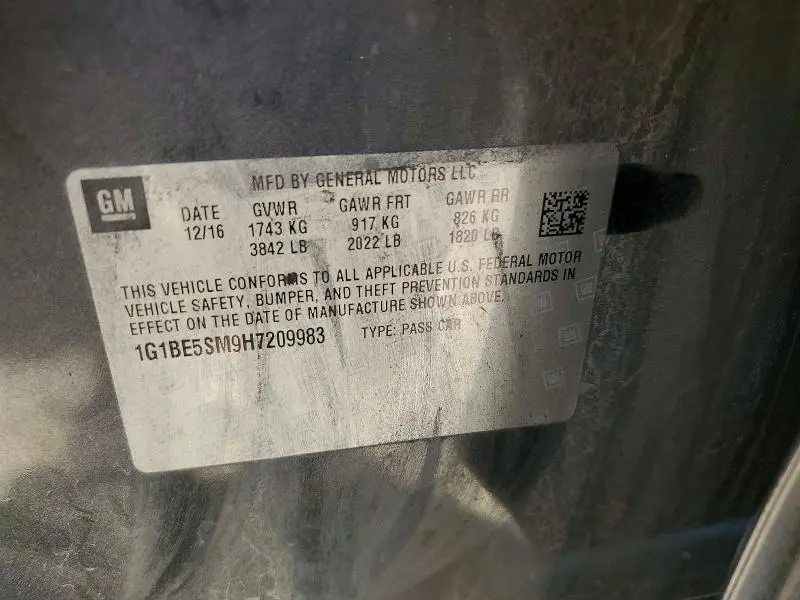 GM
MFD BY GENERAL MOTORS LLC
DATE GVWR GAWR FRT GAWR RR
12/16 1743 KG 917 KG 826 KG
3842 LB 2022 LB 1820 LB
THIS VEHICLE CONFORMS TO ALL APPLICABLE U.S. FEDERAL MOTOR
VEHICLE SAFETY, BUMPER, AND THEFT PREVENTION STANDARDS IN
EFFECT ON THE DATE OF MANUFACTURE SHOWN ABOVE.
1G1BE5SM9H7209983 TYPE: PASS CAR